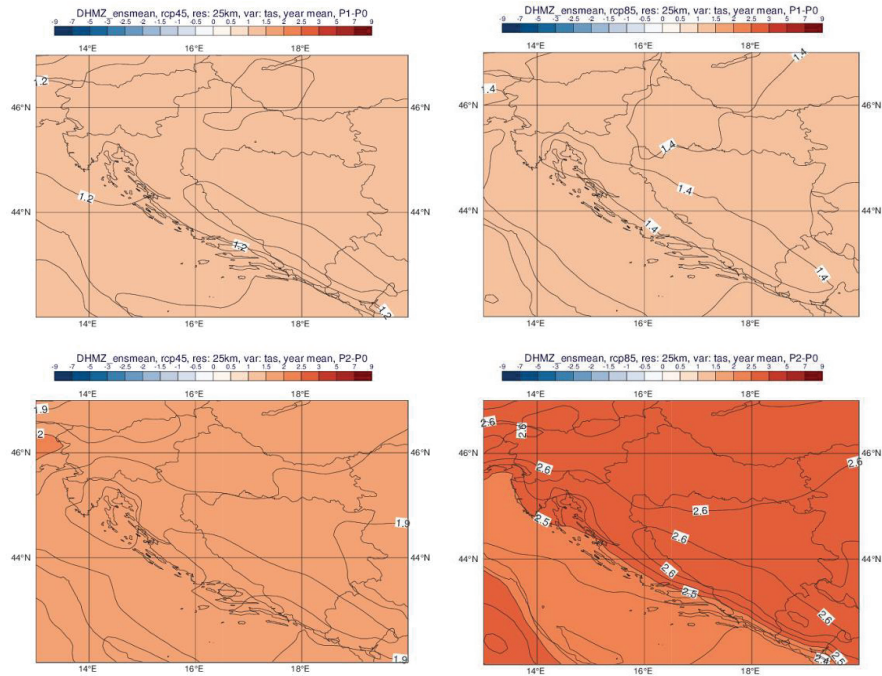 DHMZ_ensmean, rcp45, res: 25km, var: tas, year mean, P1-P0
-9 -7 -5 -3 -2.5 -2 -1.5 -1 -0.5 0 0.5 1 1.5 2 2.5 3 5 7 9
14°E 16°E 18°E
46°N
44°N
1.2
1.2
1.2
1.2
14°E 16°E 18°E
DHMZ_ensmean, rcp85, res: 25km, var: tas, year mean, P1-P0
-9 -7 -5 -3 -2.5 -2 -1.5 -1 -0.5 0 0.5 1 1.5 2 2.5 3 5 7 9
14°E 16°E 18°E
46°N
44°N
1.4
1.4
1.4
1.4
1.4
1.4
14°E 16°E 18°E
DHMZ_ensmean, rcp45, res: 25km, var: tas, year mean, P2-P0
-9 -7 -5 -3 -2.5 -2 -1.5 -1 -0.5 0 0.5 1 1.5 2 2.5 3 5 7 9
14°E 16°E 18°E
46°N
44°N
1.9
2
1.9
1.9
14°E 16°E 18°E
DHMZ_ensmean, rcp85, res: 25km, var: tas, year mean, P2-P0
-9 -7 -5 -3 -2.5 -2 -1.5 -1 -0.5 0 0.5 1 1.5 2 2.5 3 5 7 9
14°E 16°E 18°E
46°N
44°N
2.6
2.6
2.6
2.6
2.5
2.6
2.6
2.6
2.5
2.6
2.5
2.4
14°E 16°E 18°E